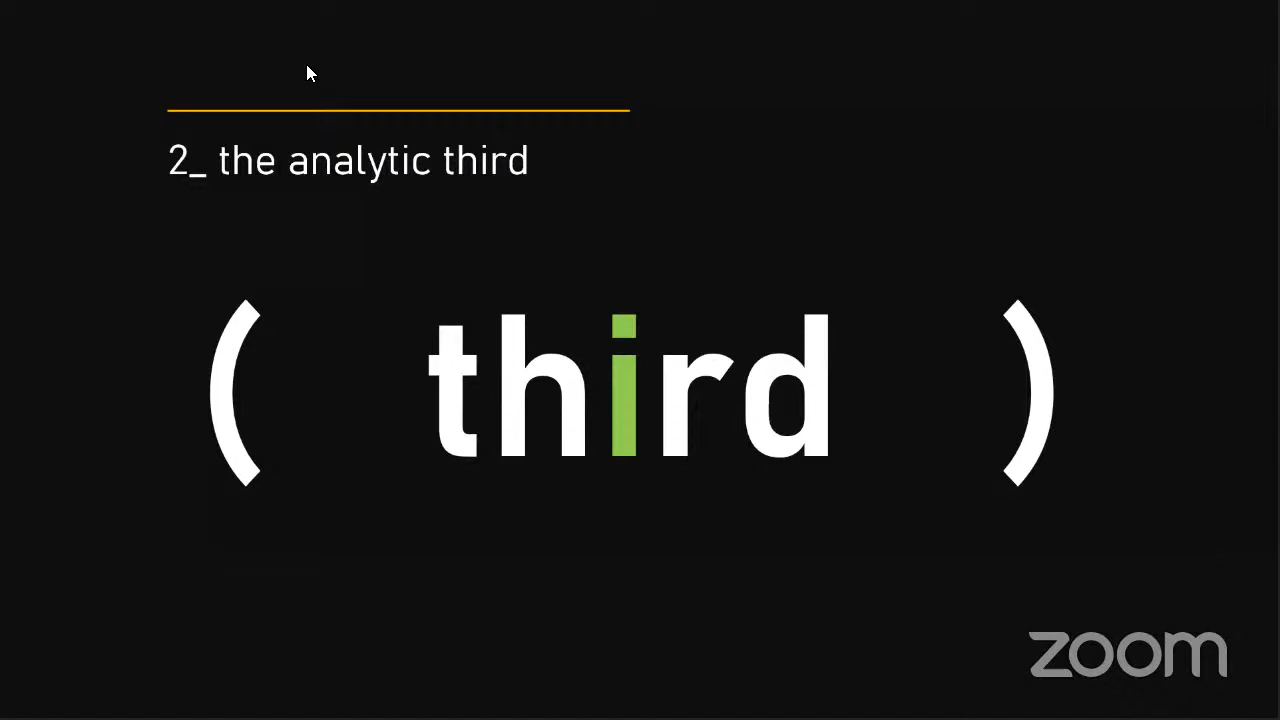 2_ the analytic third
( third )
zoom